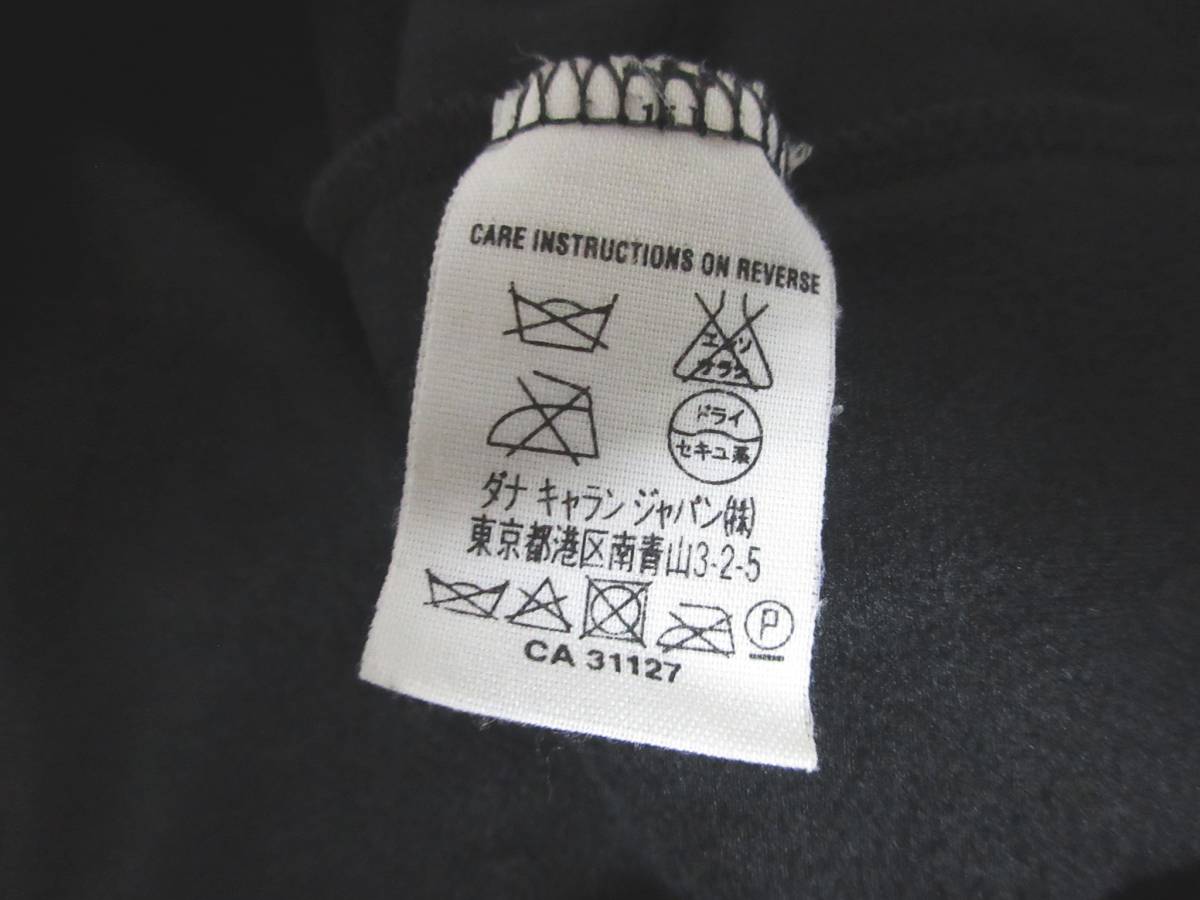 CARE INSTRUCTIONS ON REVERSE
エンソ
サラシ
ドライ
セキユ系
ダナ キャラン ジャパン(株)
東京都港区南青山3-2-5
P
CA 31127